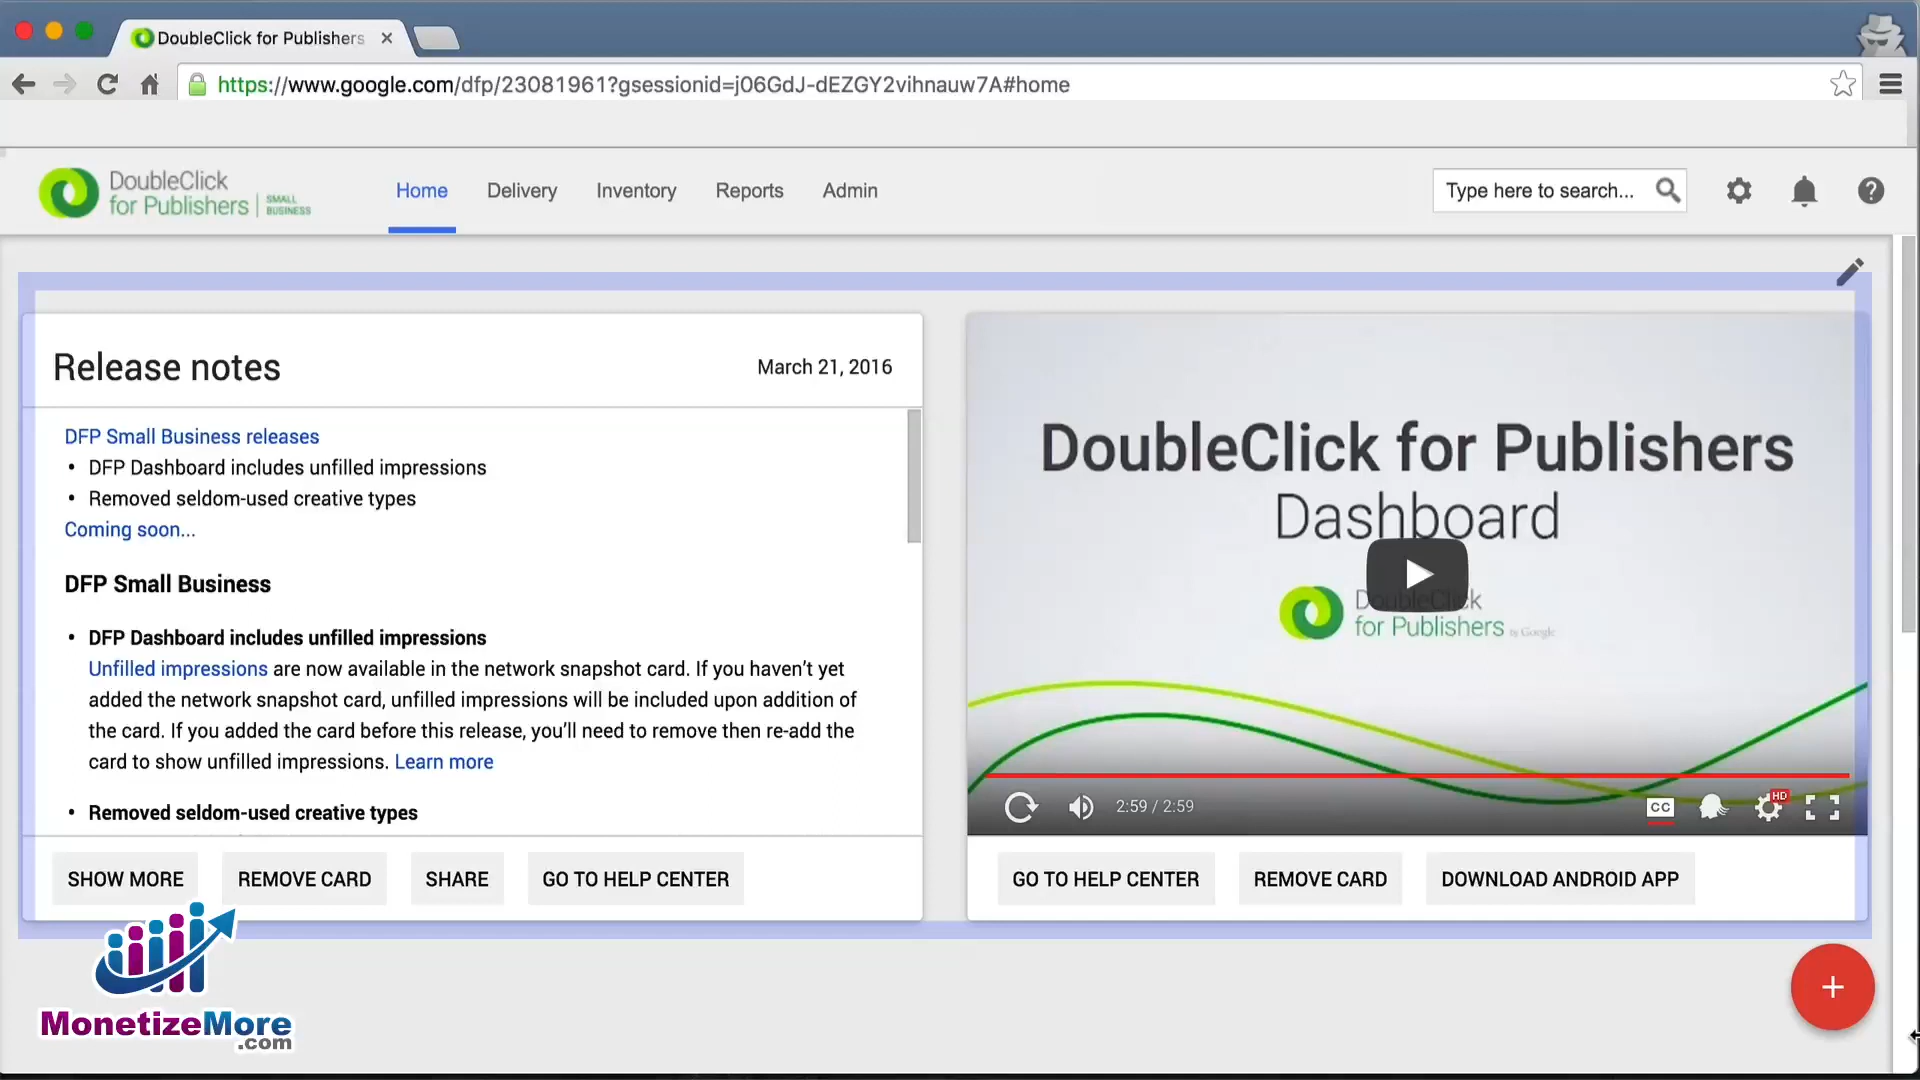 DoubleClick for Publishers
https://www.google.com/dfp/23081961?gsessionid=j06GdJ-dEZGY2vihnauw7A#home
DoubleClick
for Publishers
SMALL
BUSINESS
Home
Delivery
Inventory
Reports
Admin
Type here to search...
Release notes
March 21, 2016
DFP Small Business releases
• DFP Dashboard includes unfilled impressions
• Removed seldom-used creative types
Coming soon...
DFP Small Business
• DFP Dashboard includes unfilled impressions
Unfilled impressions are now available in the network snapshot card. If you haven’t yet
added the network snapshot card, unfilled impressions will be included upon addition of
the card. If you added the card before this release, you’ll need to remove then re-add the
card to show unfilled impressions. Learn more
• Removed seldom-used creative types
SHOW MORE
REMOVE CARD
SHARE
GO TO HELP CENTER
DoubleClick for Publishers
Dashboard
DoubleClick
for Publishers by Google
2:59 / 2:59
CC
HD
GO TO HELP CENTER
REMOVE CARD
DOWNLOAD ANDROID APP
MonetizeMore
.com